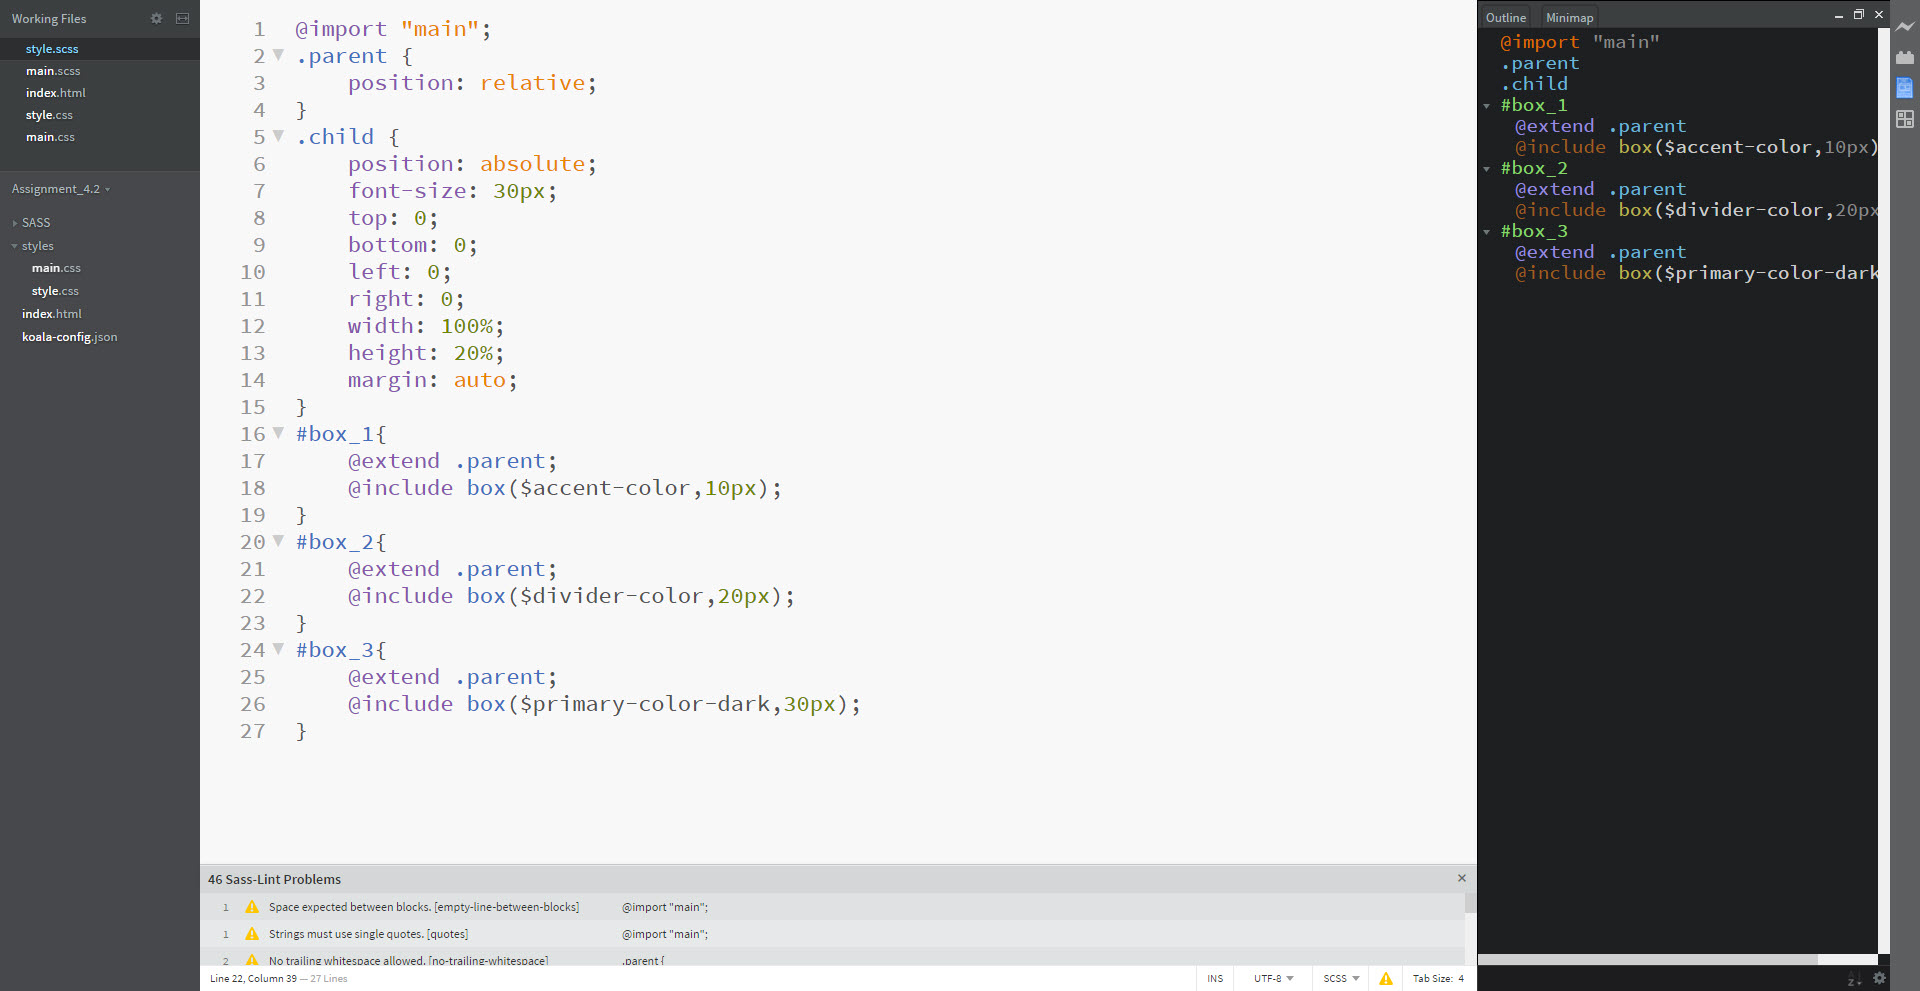 Working Files
style.scss
main.scss
index.html
style.css
main.css
Assignment_4.2
SASS
styles
main.css
style.css
index.html
koala-config.json
1 @import "main";
2 .parent {
3 position: relative;
4 }
5 .child {
6 position: absolute;
7 font-size: 30px;
8 top: 0;
9 bottom: 0;
10 left: 0;
11 right: 0;
12 width: 100%;
13 height: 20%;
14 margin: auto;
15 }
16 #box_1{
17 @extend .parent;
18 @include box($accent-color,10px);
19 }
20 #box_2{
21 @extend .parent;
22 @include box($divider-color,20px);
23 }
24 #box_3{
25 @extend .parent;
26 @include box($primary-color-dark,30px);
27 }
46 Sass-Lint Problems
1 Space expected between blocks. [empty-line-between-blocks] @import "main";
1 Strings must use single quotes. [quotes] @import "main";
2 No trailing whitespace allowed. [no-trailing-whitespace] .parent {
Line 22, Column 39 — 27 Lines
INS UTF-8 SCSS Tab Size: 4
Outline Minimap
@import "main"
.parent
.child
#box_1
@extend .parent
@include box($accent-color,10px)
#box_2
@extend .parent
@include box($divider-color,20px
#box_3
@extend .parent
@include box($primary-color-dark